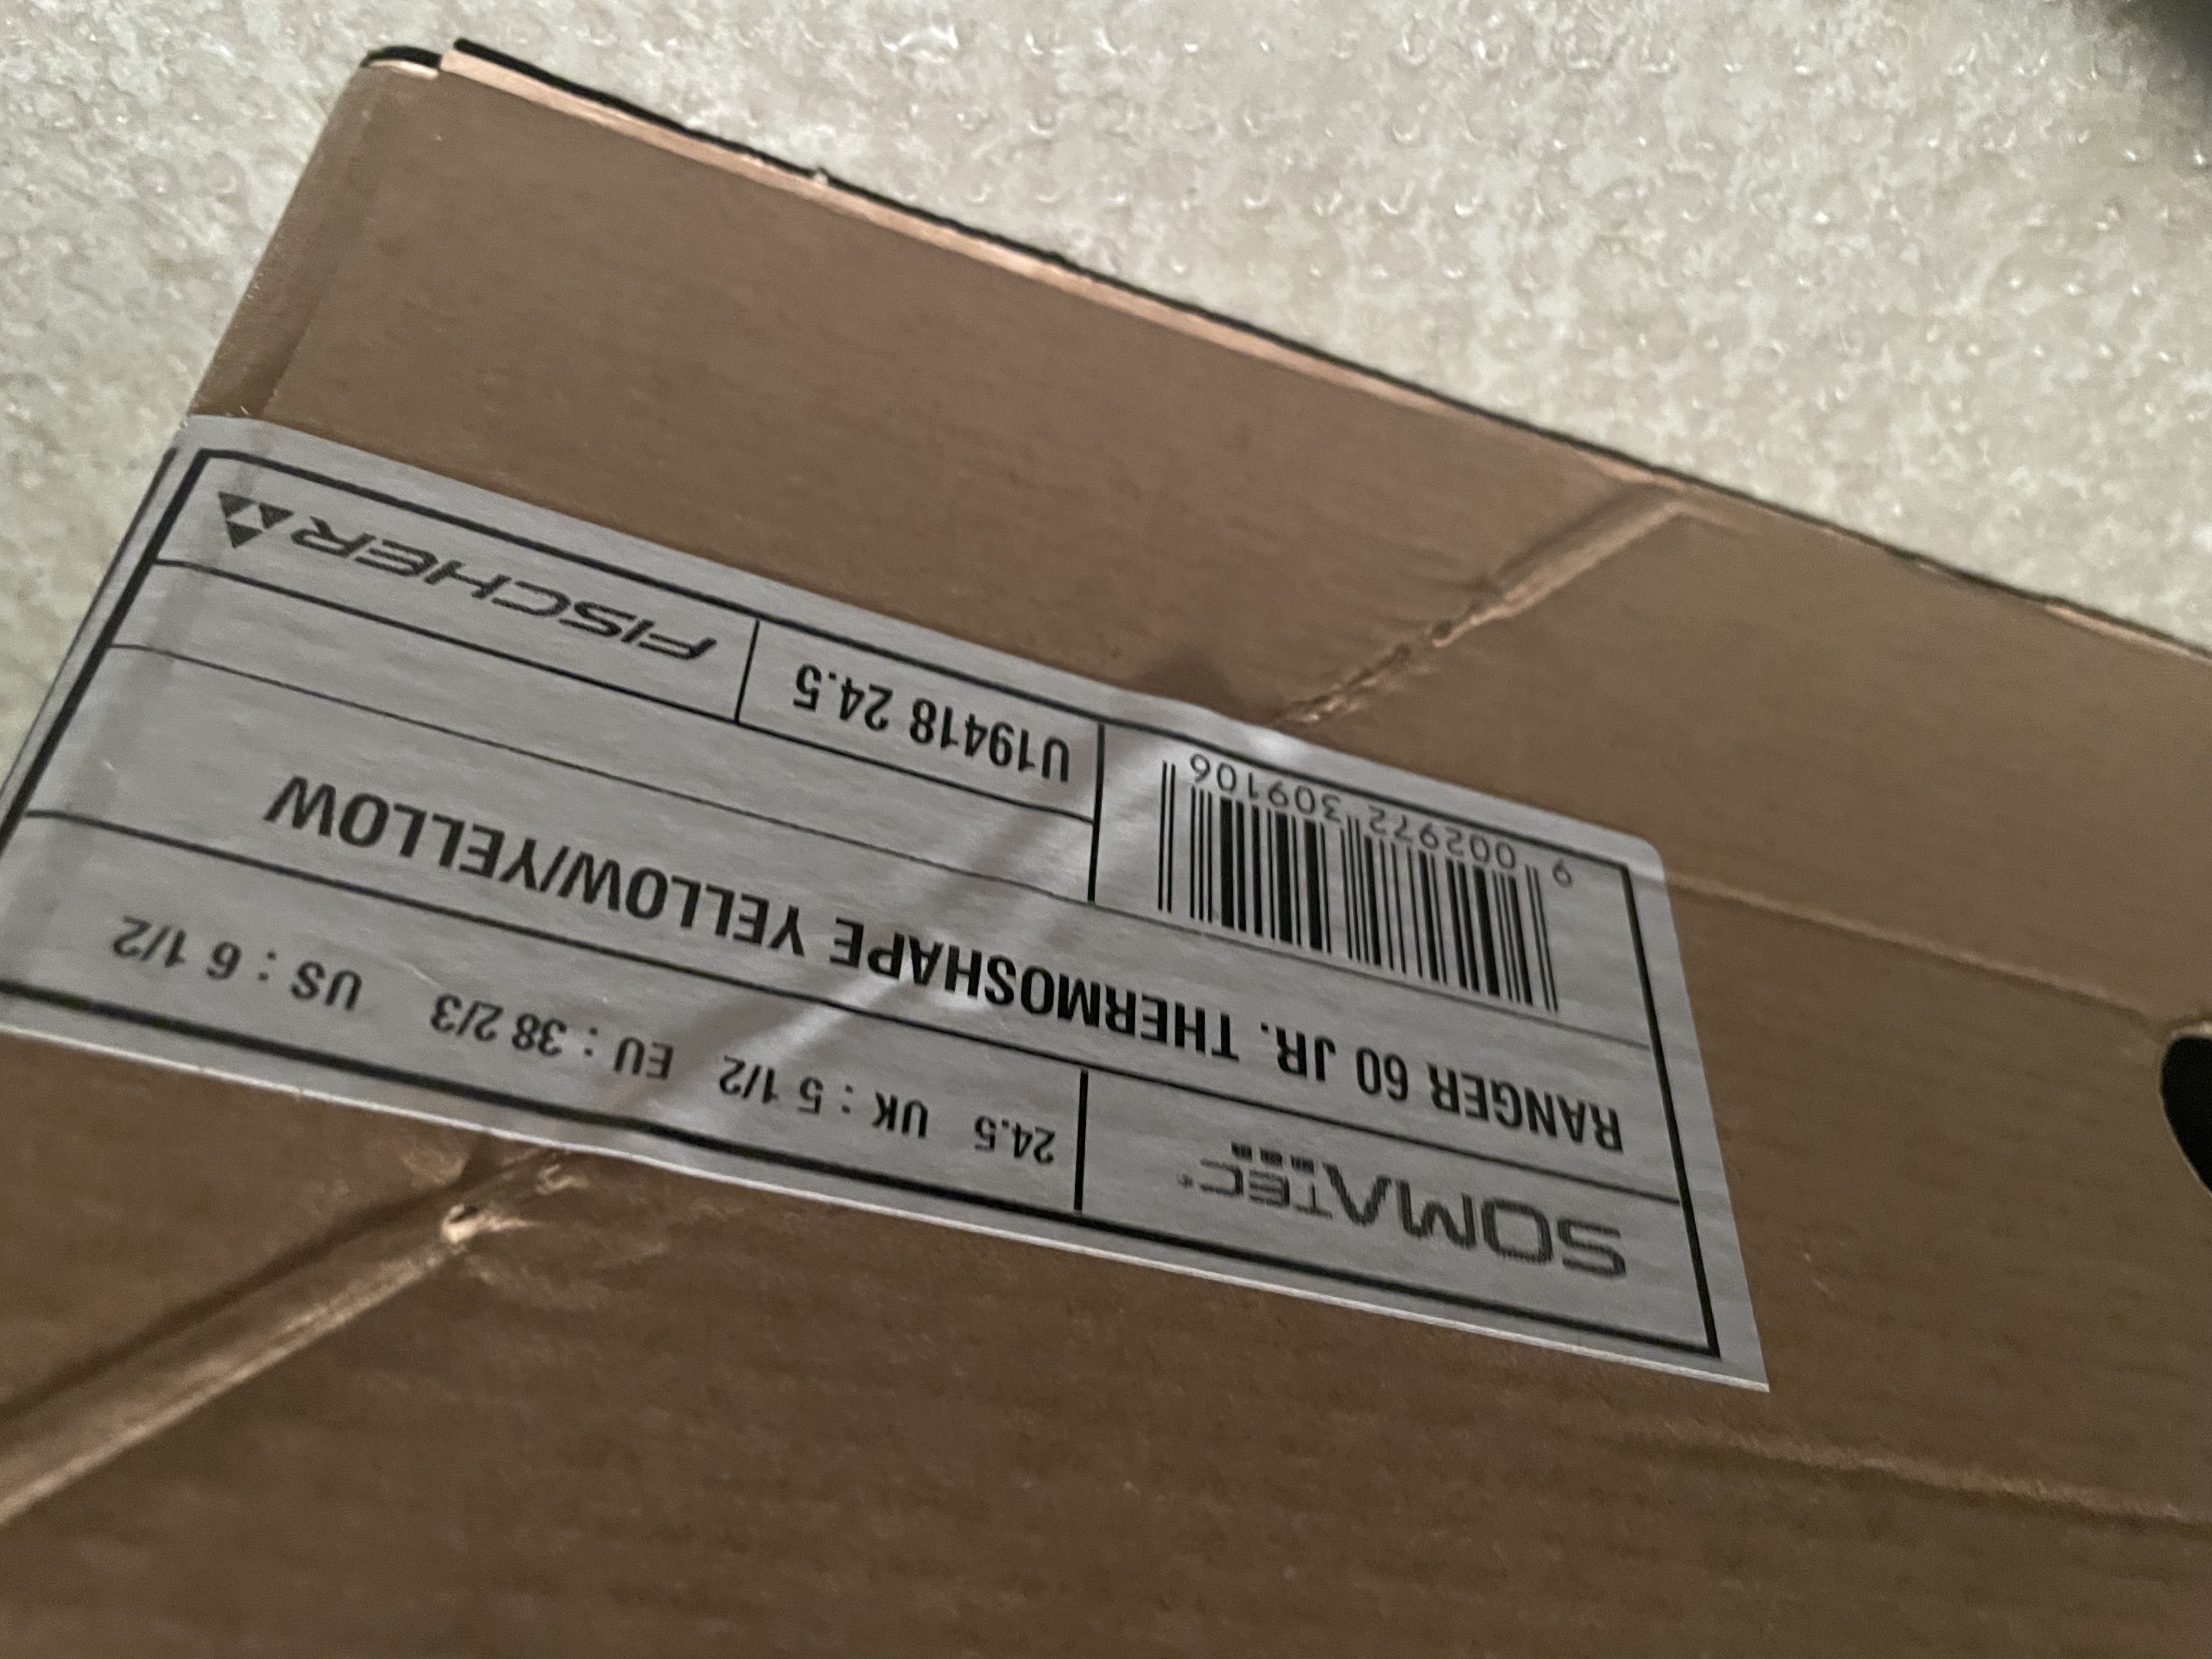 SOMATEC
24.5 UK : 5 1/2 EU : 38 2/3 US : 6 1/2
RANGER 60 JR. THERMOSHAPE YELLOW/YELLOW
9 002972 309106
U19418 24.5
FISCHER